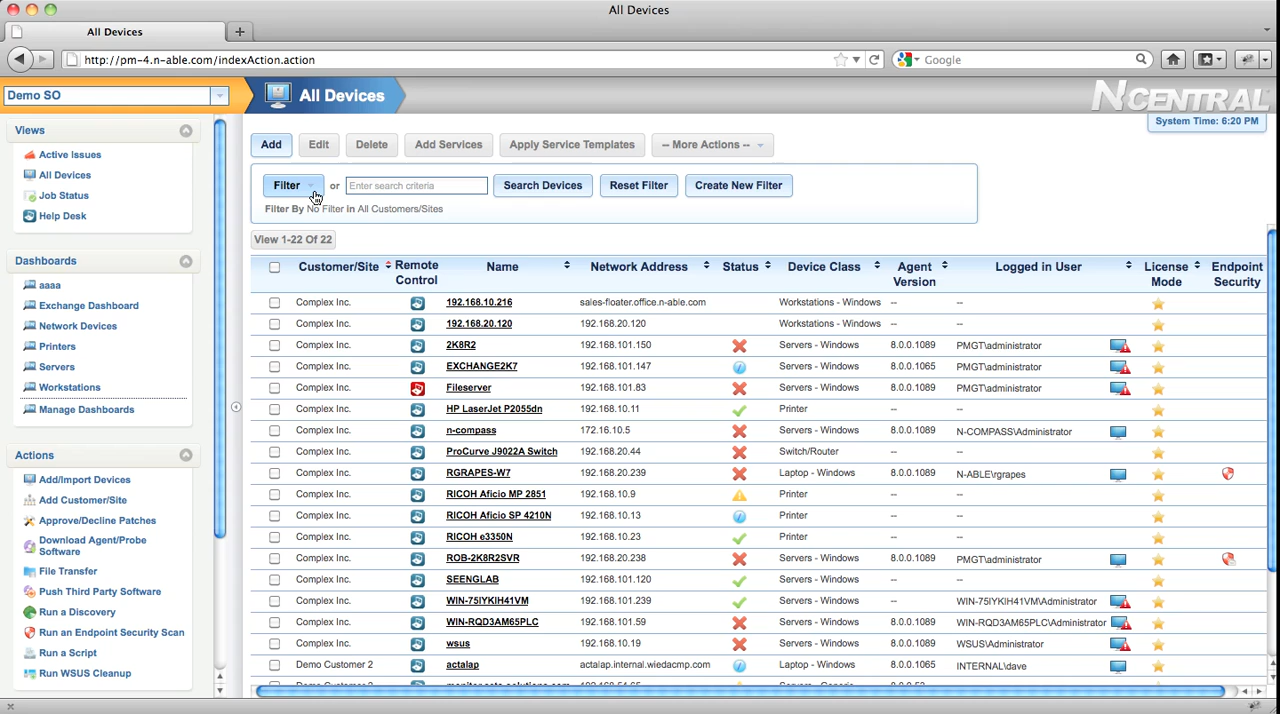 All Devices
All Devices
http://pm-4.n-able.com/indexAction.action
Google
Demo SO
All Devices
N-CENTRAL
System Time: 6:20 PM
Views
Active Issues
All Devices
Job Status
Help Desk
Dashboards
aaaa
Exchange Dashboard
Network Devices
Printers
Servers
Workstations
Manage Dashboards
Actions
Add/Import Devices
Add Customer/Site
Approve/Decline Patches
Download Agent/Probe
Software
File Transfer
Push Third Party Software
Run a Discovery
Run an Endpoint Security Scan
Run a Script
Run WSUS Cleanup
Add Edit Delete Add Services Apply Service Templates -- More Actions --
Filter or Enter search criteria Search Devices Reset Filter Create New Filter
Filter By No Filter In All Customers/Sites
View 1-22 Of 22
Customer/Site Remote Control Name Network Address Status Device Class Agent Version Logged in User License Mode Endpoint Security
Complex Inc. 192.168.10.216 sales-floater.office.n-able.com Workstations - Windows -- --
Complex Inc. 192.168.20.120 192.168.20.120 Workstations - Windows -- --
Complex Inc. 2K8R2 192.168.101.150 Servers - Windows 8.0.0.1089 PMGT\administrator
Complex Inc. EXCHANGE2K7 192.168.101.147 Servers - Windows 8.0.0.1065 PMGT\administrator
Complex Inc. Fileserver 192.168.101.83 Servers - Windows 8.0.0.1089 PMGT\administrator
Complex Inc. HP LaserJet P2055dn 192.168.10.11 Printer -- --
Complex Inc. n-compass 172.16.10.5 Servers - Windows 8.0.0.1089 N-COMPASS\Administrator
Complex Inc. ProCurve J9022A Switch 192.168.20.44 Switch/Router -- --
Complex Inc. RGRAPES-W7 192.168.20.239 Laptop - Windows 8.0.0.1089 N-ABLE\rgrapes
Complex Inc. RICOH Aficio MP 2851 192.168.10.9 Printer -- --
Complex Inc. RICOH Aficio SP 4210N 192.168.10.13 Printer -- --
Complex Inc. RICOH e3350N 192.168.10.23 Printer -- --
Complex Inc. ROB-2K8R2SVR 192.168.20.238 Servers - Windows 8.0.0.1089 PMGT\administrator
Complex Inc. SEENGLAB 192.168.101.120 Servers - Windows -- --
Complex Inc. WIN-75IYKIH41VM 192.168.101.239 Servers - Windows 8.0.0.1089 WIN-75IYKIH41VM\Administrator
Complex Inc. WIN-RQD3AM65PLC 192.168.101.59 Servers - Windows 8.0.0.1089 WIN-RQD3AM65PLC\Administrator
Complex Inc. wsus 192.168.10.19 Servers - Windows 8.0.0.1089 WSUS\Administrator
Demo Customer 2 actalap actalap.internal.wiedacmp.com Laptop - Windows 8.0.0.1065 INTERNAL\dave